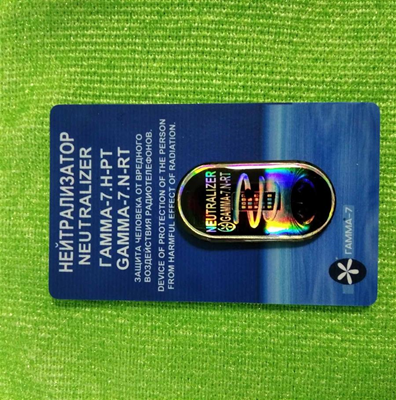 НЕЙТРАЛИЗАТОР
NEUTRALIZER
ГАММА-7.Н-РТ
GAMMA-7.N-RT
ЗАЩИТА ЧЕЛОВЕКА ОТ ВРЕДНОГО
ВОЗДЕЙСТВИЯ РАДИОТЕЛЕФОНОВ.
DEVICE OF PROTECTION OF THE PERSON
FROM HARMFUL EFFECT OF RADIATION.
NEUTRALIZER
GAMMA-7.N-RT
ГАММА-7